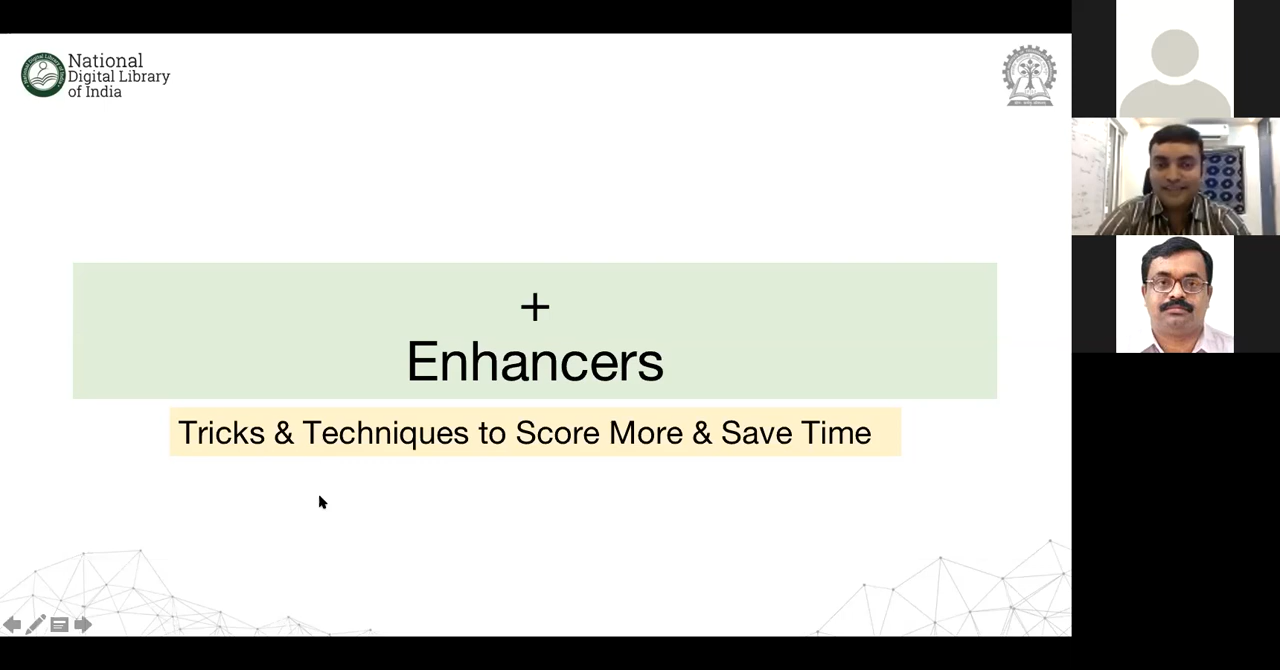 National
Digital Library
of India
+
Enhancers
Tricks & Techniques to Score More & Save Time